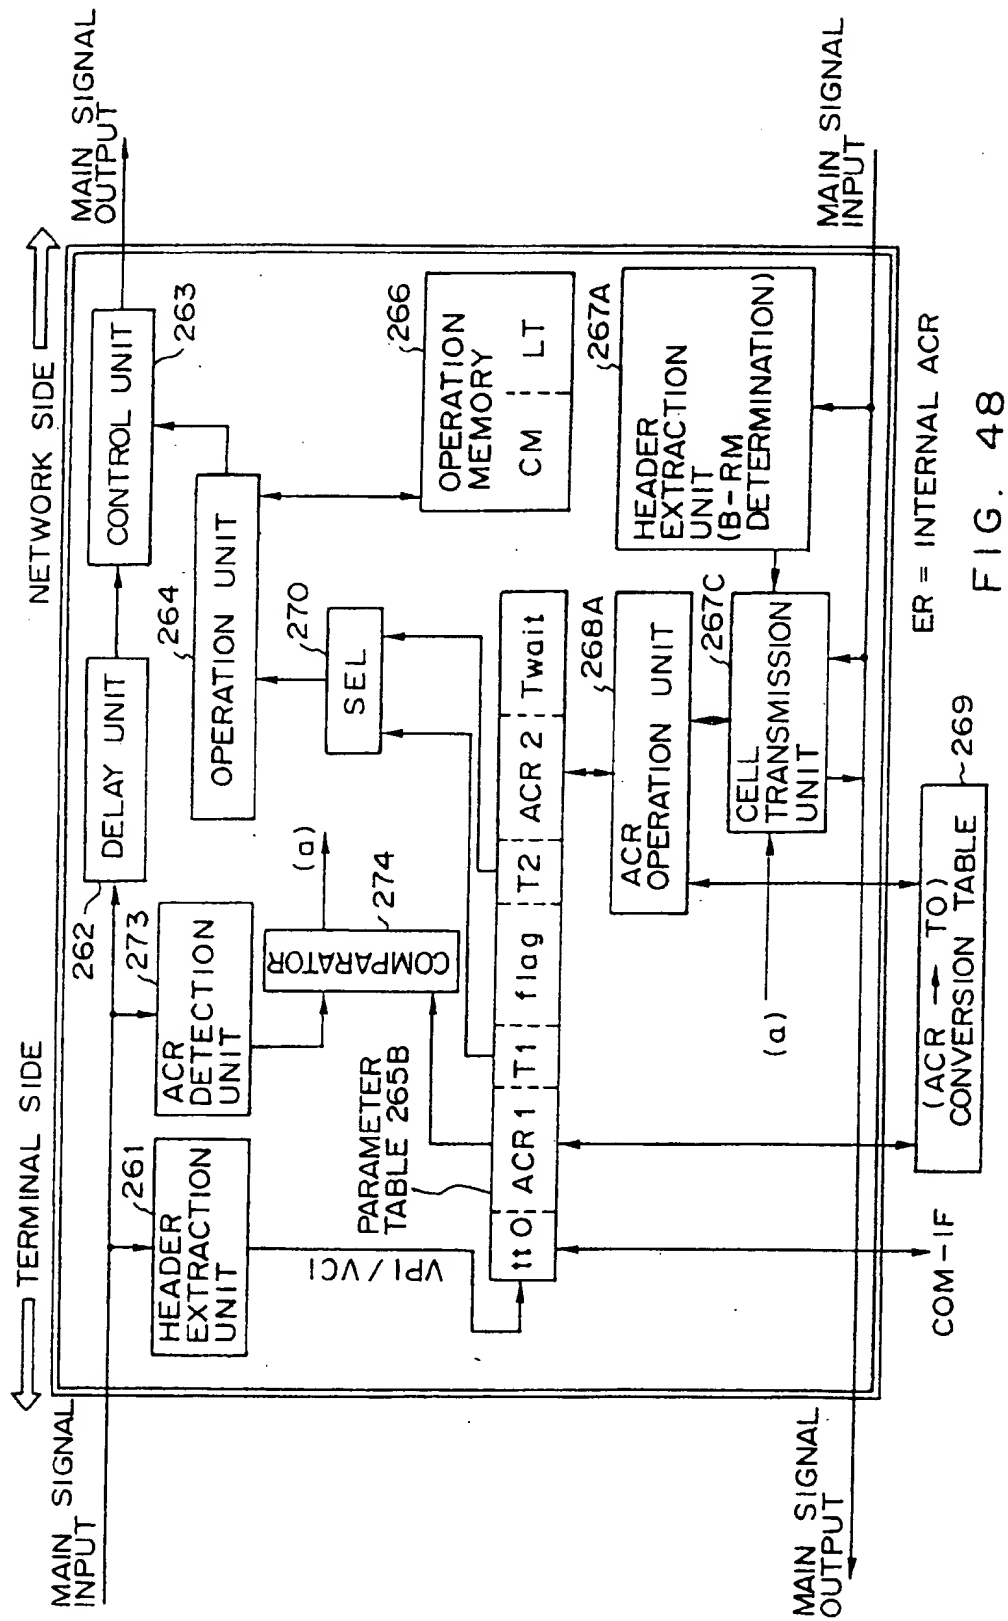 TERMINAL SIDE
NETWORK SIDE
MAIN SIGNAL
INPUT
MAIN SIGNAL
OUTPUT
262
DELAY UNIT
CONTROL UNIT
263
261
HEADER
EXTRACTION
UNIT
273
ACR
DETECTION
UNIT
264
OPERATION UNIT
(a)
COMPARATOR
274
270
SEL
266
OPERATION
MEMORY
CM
LT
VPI/VCI
PARAMETER
TABLE 265B
tt0 ACR1 T1 flag T2 ACR2 Twait
268A
ACR
OPERATION UNIT
267A
HEADER
EXTRACTION
UNIT
(B-RM
DETERMINATION)
267C
CELL
TRANSMISSION
UNIT
(a)
MAIN SIGNAL
OUTPUT
MAIN SIGNAL
INPUT
COM-IF
(ACR → TO)
CONVERSION TABLE
269
ER = INTERNAL ACR
FIG. 48